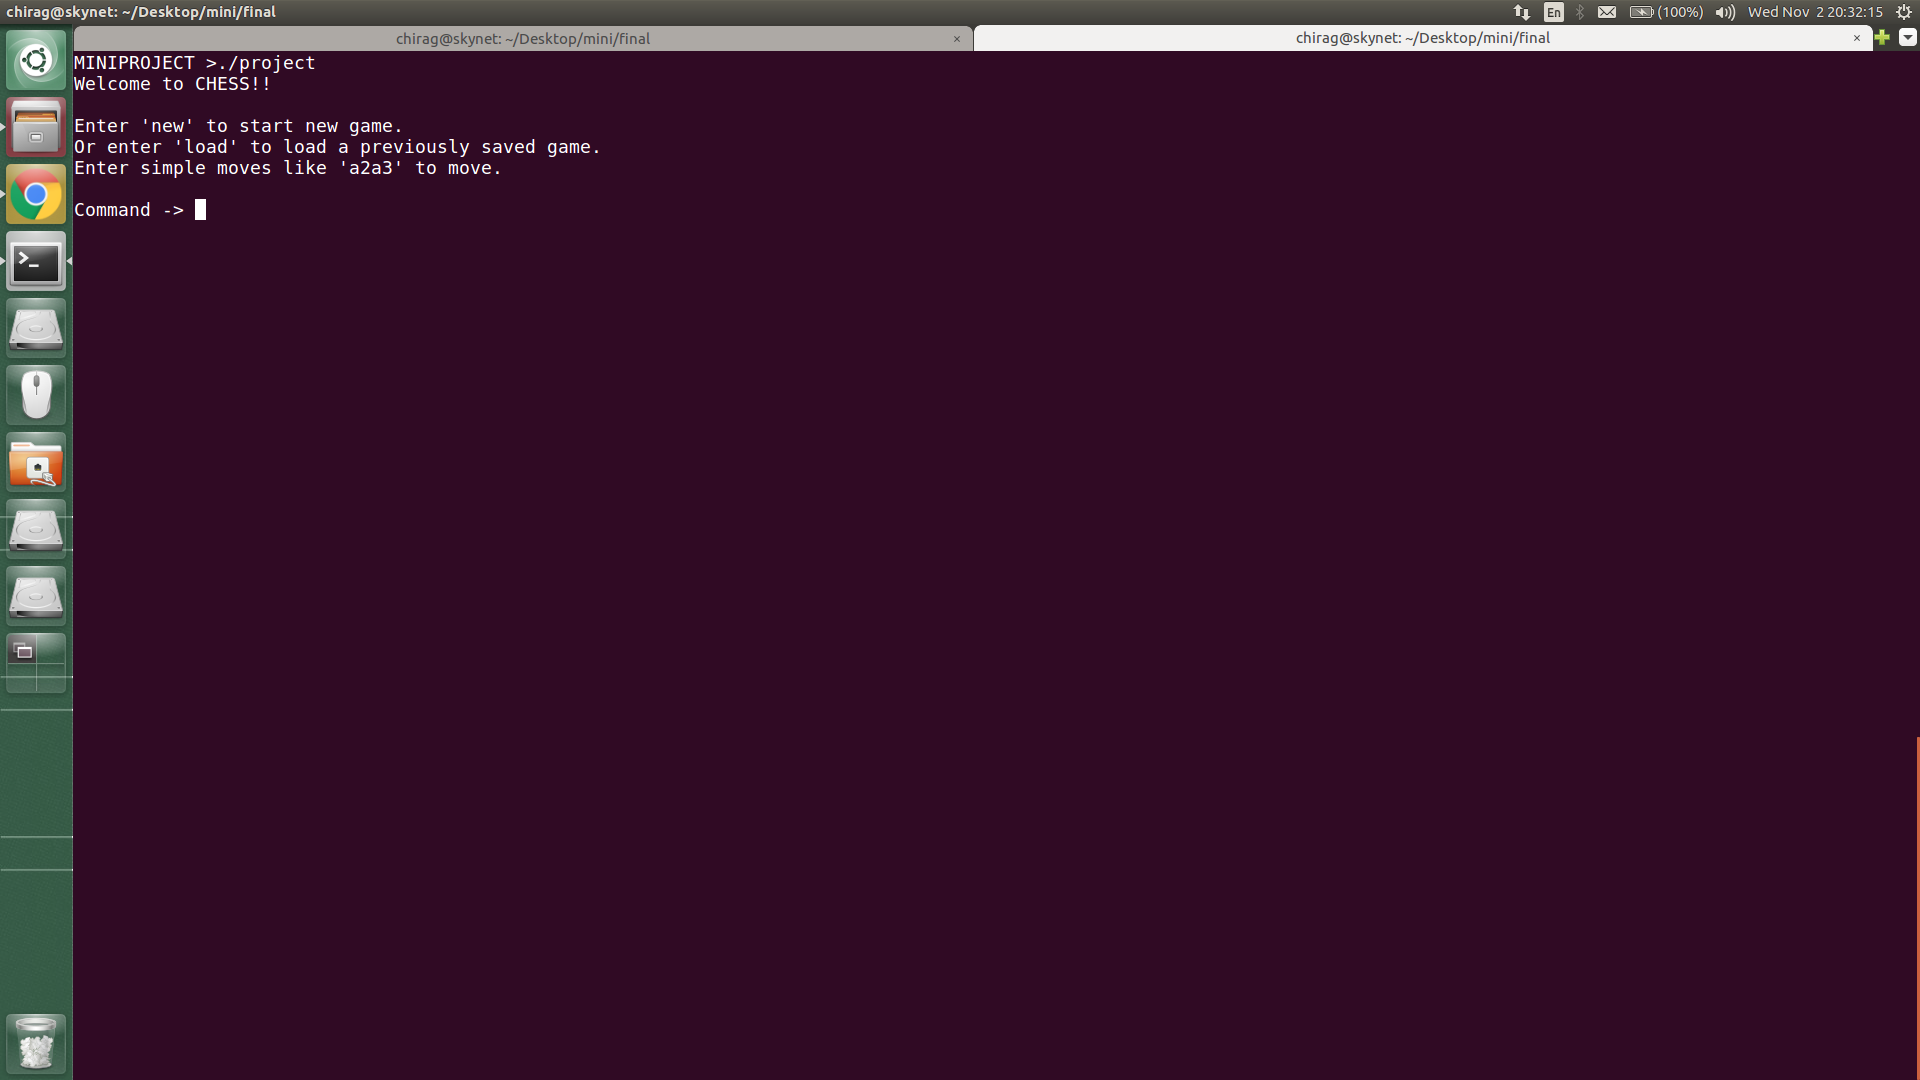 chirag@skynet: ~/Desktop/mini/final
En
(100%)
Wed Nov 2 20:32:15
chirag@skynet: ~/Desktop/mini/final
×
chirag@skynet: ~/Desktop/mini/final
×
MINIPROJECT >./project
Welcome to CHESS!!
Enter 'new' to start new game.
Or enter 'load' to load a previously saved game.
Enter simple moves like 'a2a3' to move.
Command ->
>_